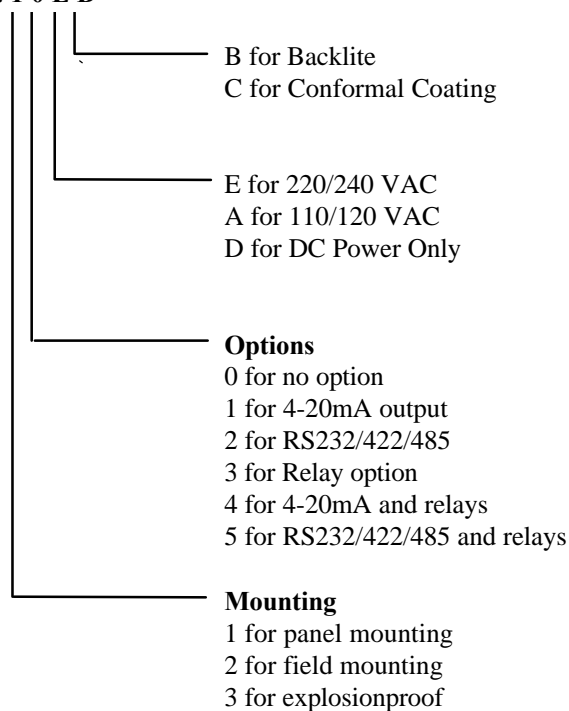 B for Backlite
C for Conformal Coating
E for 220/240 VAC
A for 110/120 VAC
D for DC Power Only
Options
0 for no option
1 for 4-20mA output
2 for RS232/422/485
3 for Relay option
4 for 4-20mA and relays
5 for RS232/422/485 and relays
Mounting
1 for panel mounting
2 for field mounting
3 for explosionproof